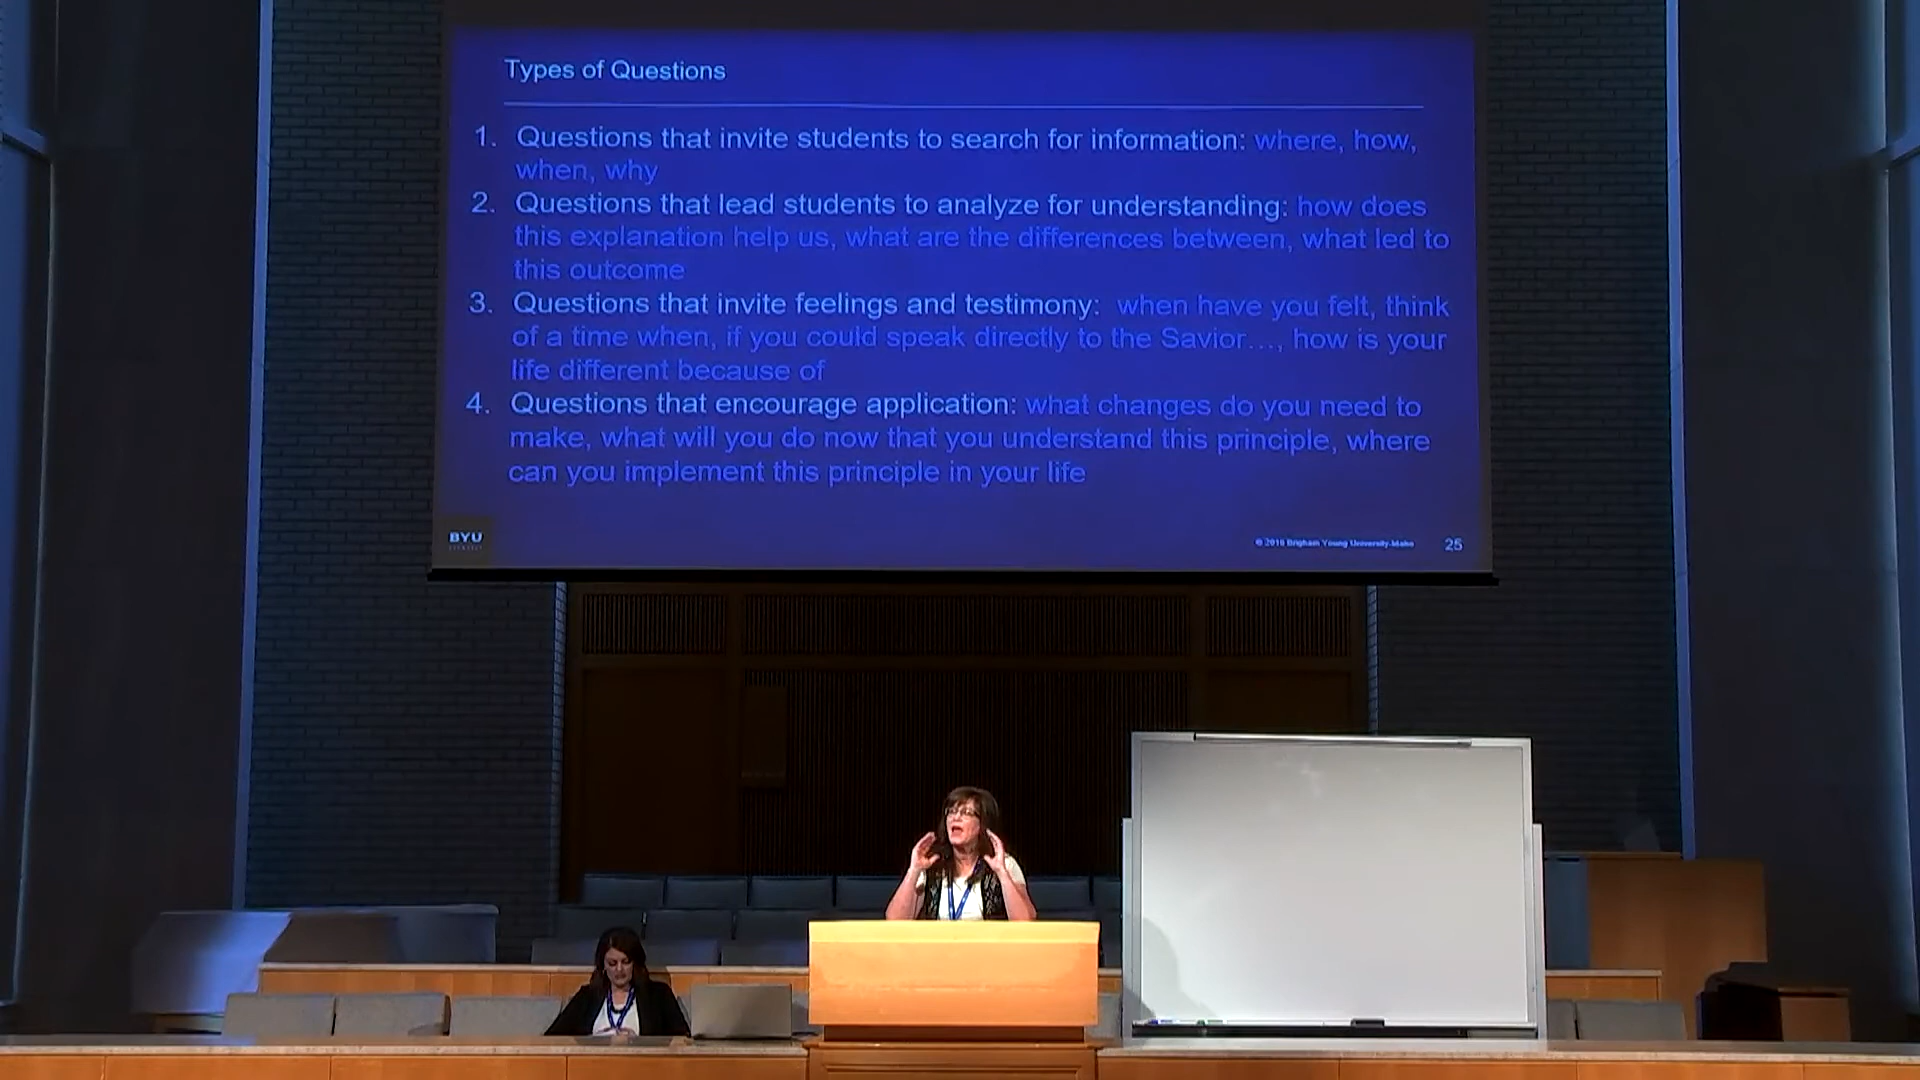 Types of Questions
1. Questions that invite students to search for information: where, how,
when, why
2. Questions that lead students to analyze for understanding: how does
this explanation help us, what are the differences between, what led to
this outcome
3. Questions that invite feelings and testimony: when have you felt, think
of a time when, if you could speak directly to the Savior…, how is your
life different because of
4. Questions that encourage application: what changes do you need to
make, what will you do now that you understand this principle, where
can you implement this principle in your life
BYU
© 2016 Brigham Young University-Idaho
25